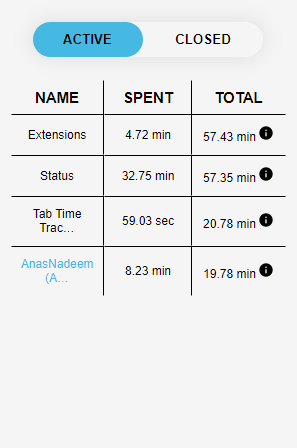 ACTIVE CLOSED
NAME SPENT TOTAL
Extensions 4.72 min 57.43 min
Status 32.75 min 57.35 min
Tab Time
Trac... 59.03 sec 20.78 min
AnasNadeem
(A... 8.23 min 19.78 min